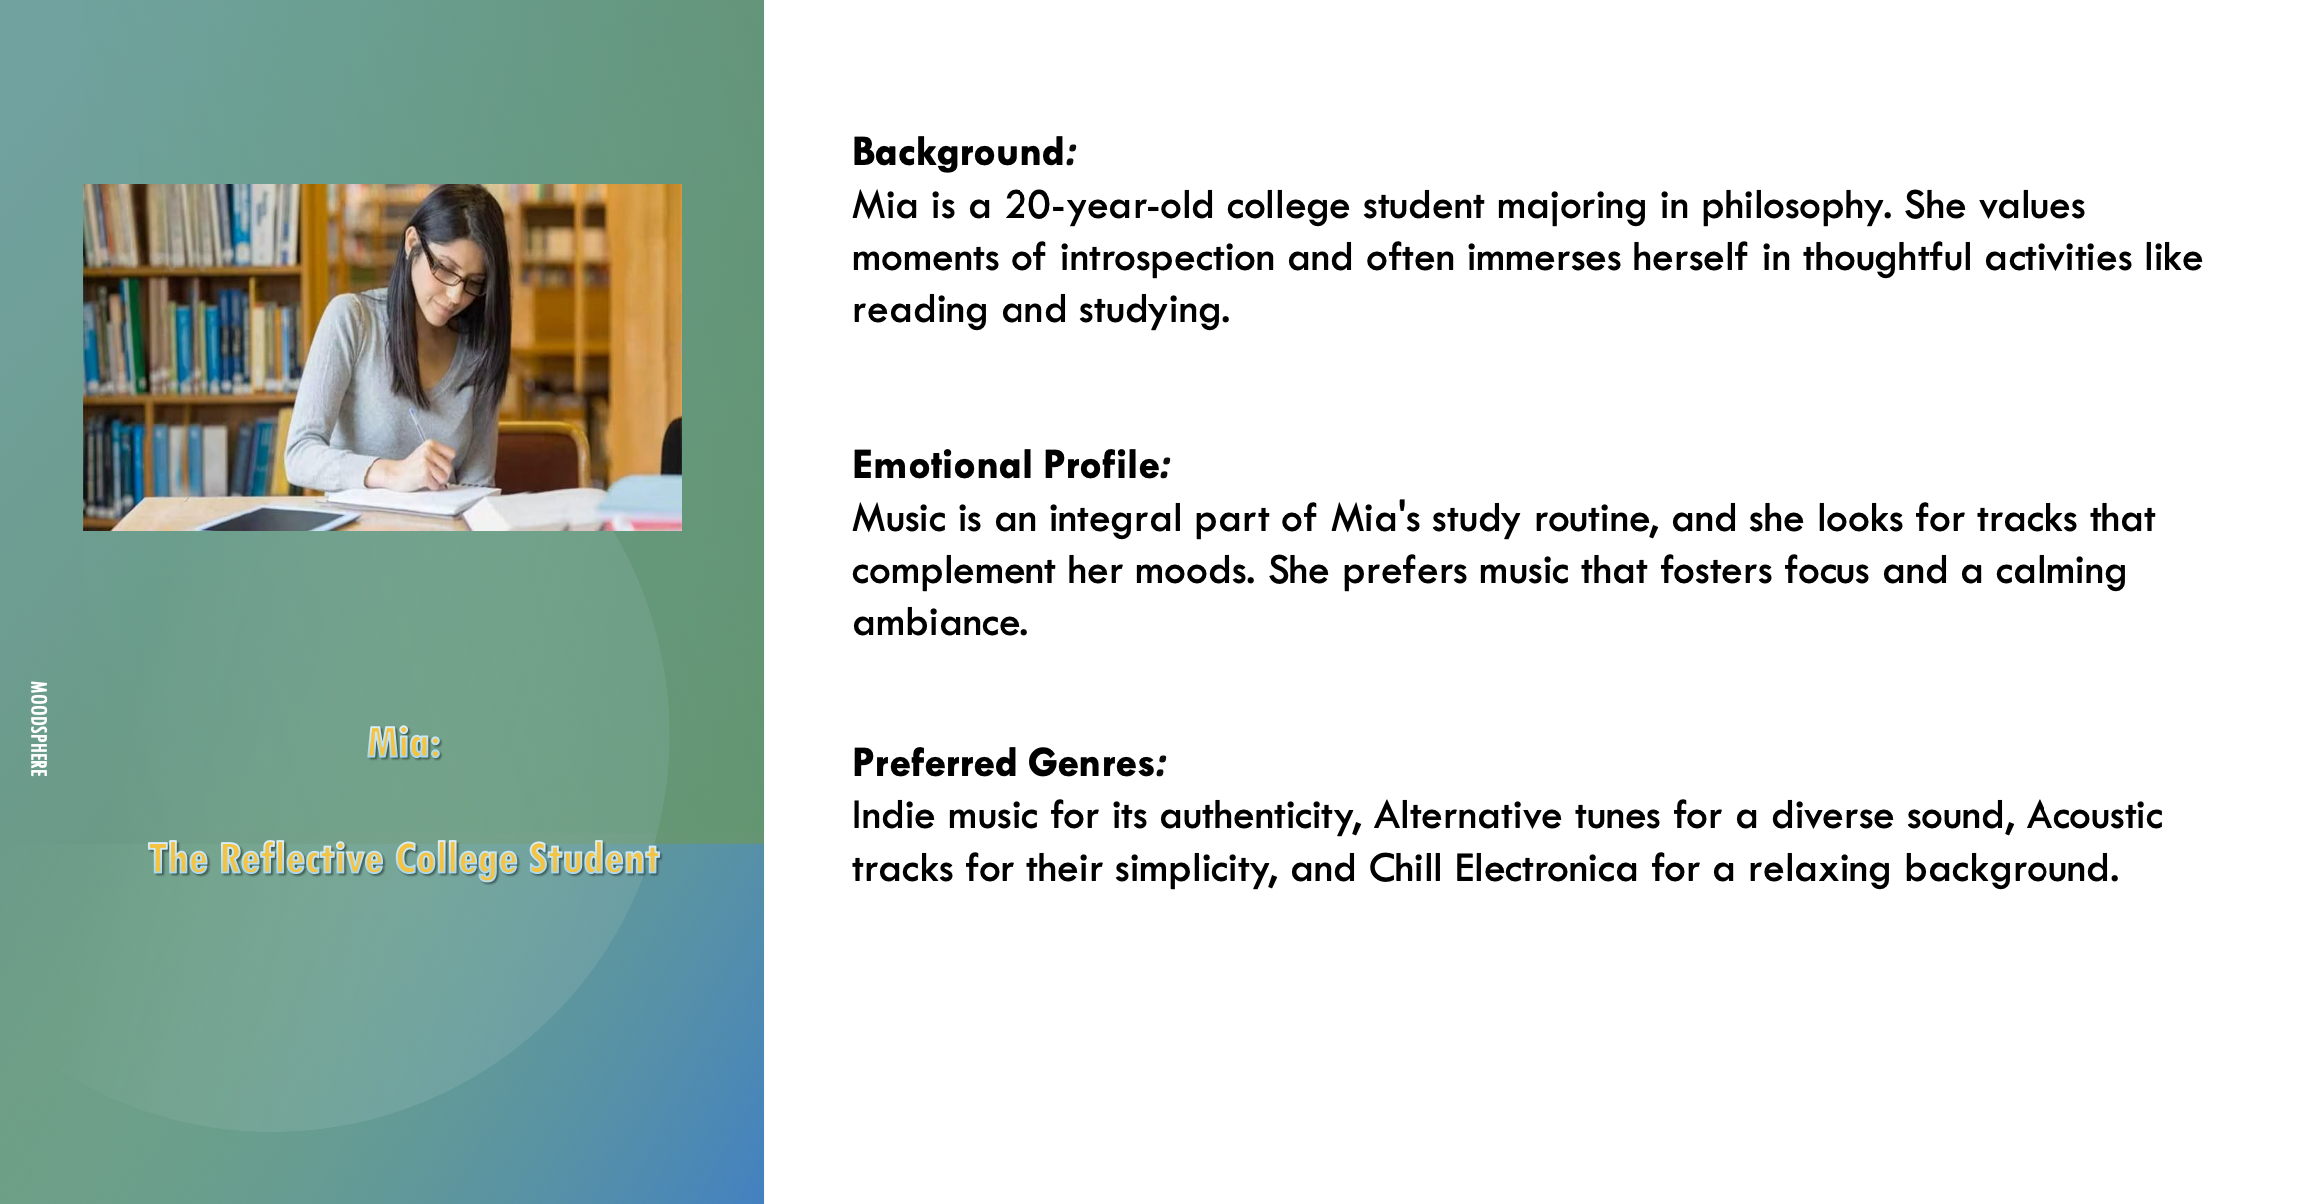 MOODSPHERE
Mia:
The Reflective College Student
Background:
Mia is a 20-year-old college student majoring in philosophy. She values
moments of introspection and often immerses herself in thoughtful activities like
reading and studying.
Emotional Profile:
Music is an integral part of Mia's study routine, and she looks for tracks that
complement her moods. She prefers music that fosters focus and a calming
ambiance.
Preferred Genres:
Indie music for its authenticity, Alternative tunes for a diverse sound, Acoustic
tracks for their simplicity, and Chill Electronica for a relaxing background.